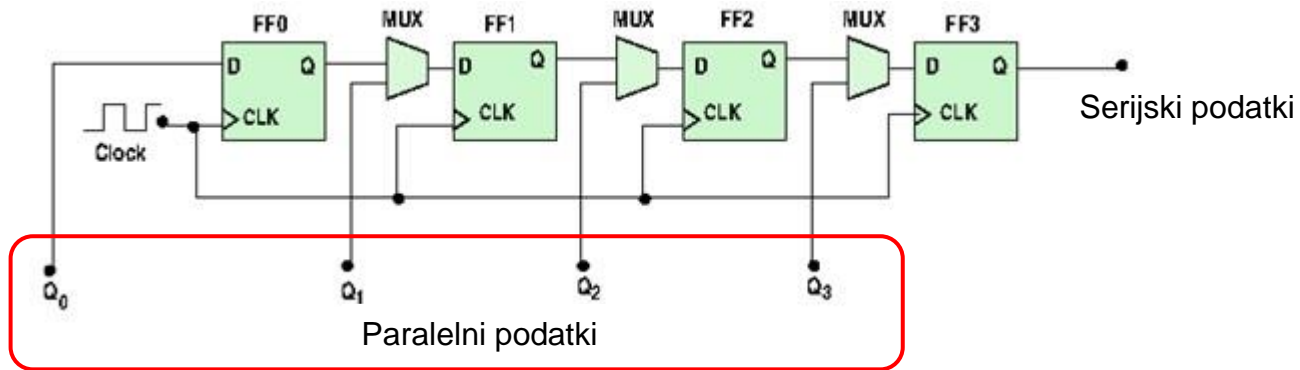 FF0 MUX FF1 MUX FF2 MUX FF3
D Q D Q D Q D Q
CLK CLK CLK CLK
Clock
Serijski podatki
Q0 Q1 Q2 Q3
Paralelni podatki